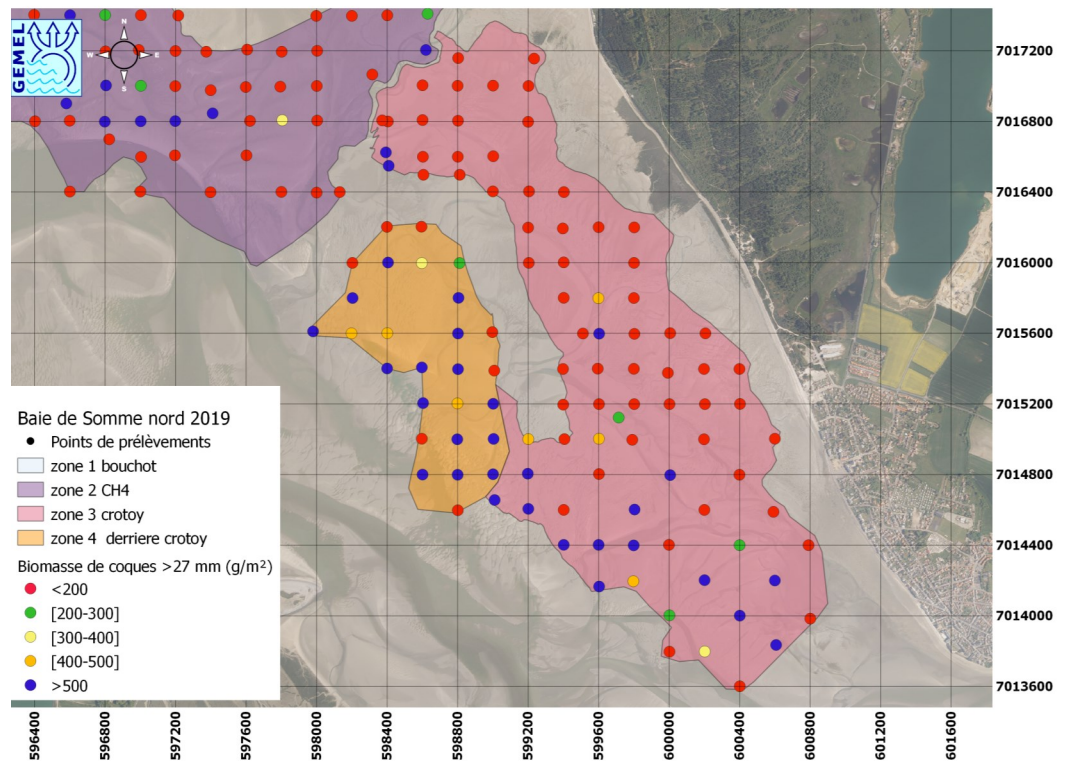 GEMEL
N
W
E
S
7017200
7016800
7016400
7016000
7015600
7015200
7014800
7014400
7014000
7013600
Baie de Somme nord 2019
Points de prélèvements
zone 1 bouchot
zone 2 CH4
zone 3 crotoy
zone 4 derriere crotoy
Biomasse de coques >27 mm (g/m²)
<200
[200-300]
[300-400]
[400-500]
>500
596400
596800
597200
597600
598000
598400
598800
599200
599600
600000
600400
600800
601200
601600